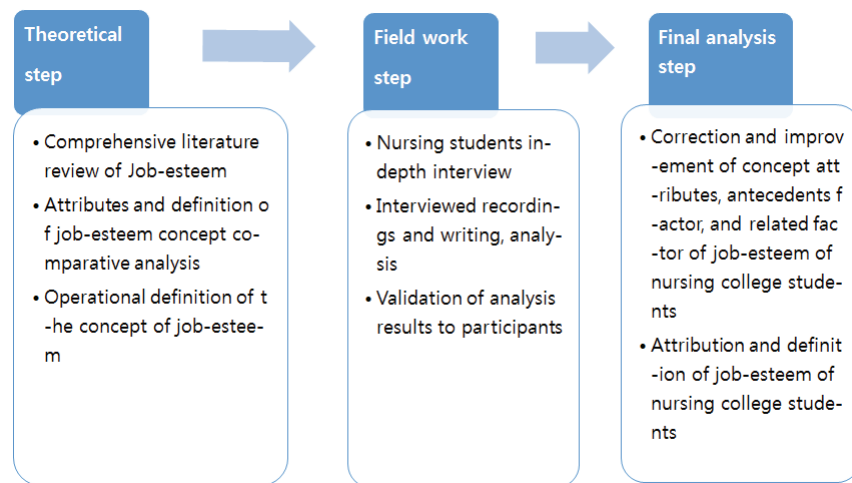 Theoretical
step
• Comprehensive literature
review of Job-esteem
• Attributes and definition o
f job-esteem concept co-
mparative analysis
• Operational definition of t
-he concept of job-estee-
m
Field work
step
• Nursing students in-
depth interview
• Interviewed recordin-
gs and writing, analy-
sis
• Validation of analysis
results to participants
Final analysis
step
• Correction and improv
-ement of concept att
-ributes, antecedents f
-actor, and related fac
-tor of job-esteem of
nursing college stude-
nts
• Attribution and definit
-ion of job-esteem of
nursing college stude-
nts